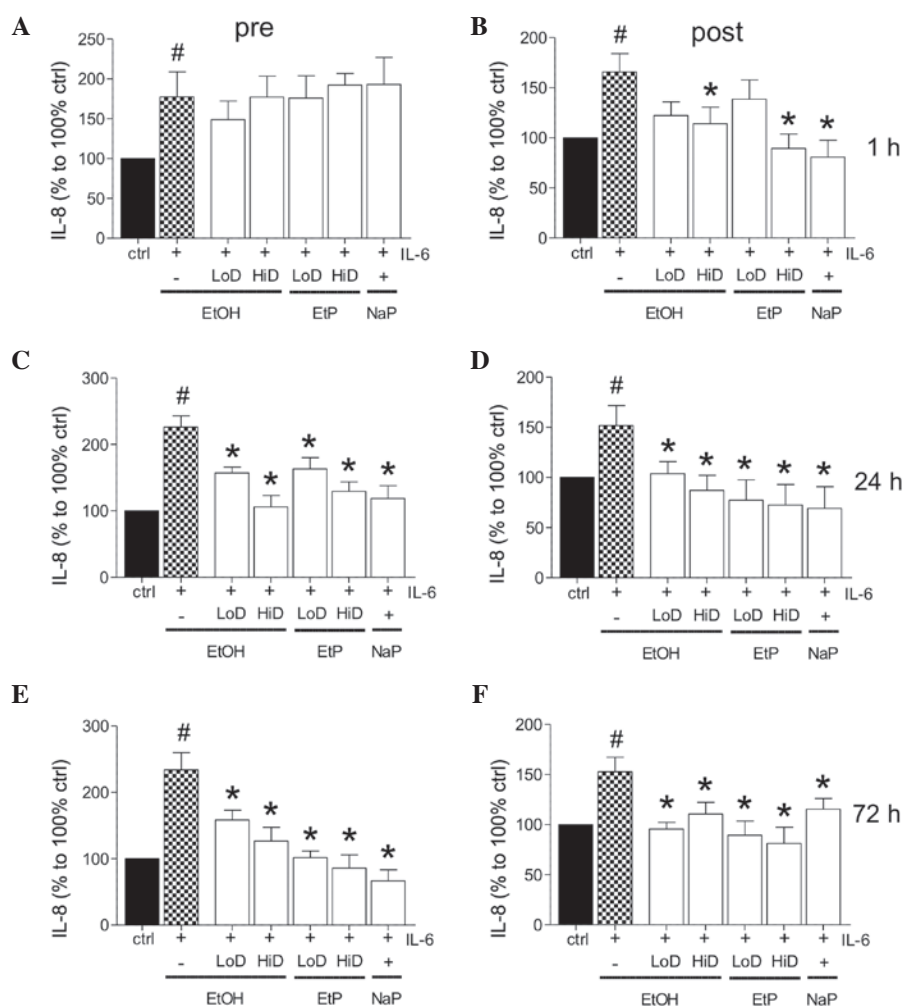 A
pre
IL-8 (% to 100% ctrl)
250
200
150
100
50
0
#
ctrl + + + + + + IL-6
- LoD HiD LoD HiD +
EtOH EtP NaP
B
post
IL-8 (% to 100% ctrl)
200
150
100
50
0
# * * *
1 h
ctrl + + + + + + IL-6
- LoD HiD LoD HiD +
EtOH EtP NaP
C
IL-8 (% to 100% ctrl)
300
200
100
0
# * * * * *
ctrl + + + + + + IL-6
- LoD HiD LoD HiD +
EtOH EtP NaP
D
IL-8 (% to 100% ctrl)
200
150
100
50
0
# * * * * *
24 h
ctrl + + + + + + IL-6
- LoD HiD LoD HiD +
EtOH EtP NaP
E
IL-8 (% to 100% ctrl)
300
200
100
0
# * * * * *
ctrl + + + + + + IL-6
- LoD HiD LoD HiD +
EtOH EtP NaP
F
IL-8 (% to 100% ctrl)
200
150
100
50
0
# * * * * *
72 h
ctrl + + + + + + IL-6
- LoD HiD LoD HiD +
EtOH EtP NaP